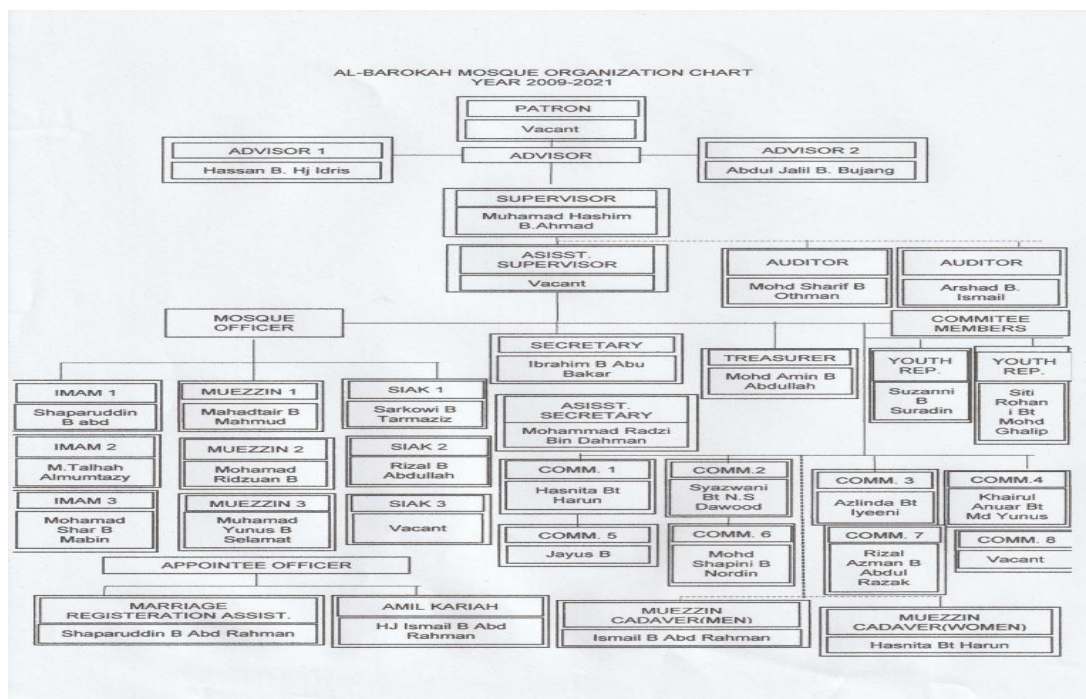 AL-BAROKAH MOSQUE ORGANIZATION CHART
YEAR 2009-2021
PATRON
Vacant
ADVISOR 1
Hassan B. Hj Idris
ADVISOR
ADVISOR 2
Abdul Jalil B. Bujang
SUPERVISOR
Muhamad Hashim
B.Ahmad
ASISST.
SUPERVISOR
Vacant
AUDITOR
Mohd Sharif B
Othman
AUDITOR
Arshad B.
Ismail
MOSQUE
OFFICER
COMMITEE
MEMBERS
SECRETARY
Ibrahim B Abu
Bakar
TREASURER
Mohd Amin B
Abdullah
YOUTH
REP.
Suzanni
B
Suradin
YOUTH
REP.
Siti
Rohan
i Bt
Mohd
Ghalip
IMAM 1
Shaparuddin
B abd
MUEZZIN 1
Mahadtair B
Mahmud
SIAK 1
Sarkowi B
Tarmaziz
ASISST.
SECRETARY
Mohammad Radzi
Bin Dahman
IMAM 2
M.Talhah
Almumtazy
MUEZZIN 2
Mohamad
Ridzuan B
SIAK 2
Rizal B
Abdullah
COMM. 1
Hasnita Bt
Harun
COMM.2
Syazwani
Bt N.S
Dawood
COMM. 3
Azlinda Bt
Iyeeni
COMM.4
Khairul
Anuar Bt
Md Yunus
IMAM 3
Mohamad
Shar B
Mabin
MUEZZIN 3
Muhamad
Yunus B
Selamat
SIAK 3
Vacant
COMM. 5
Jayus B
COMM. 6
Mohd
Shapini B
Nordin
COMM. 7
Rizal
Azman B
Abdul
Razak
COMM. 8
Vacant
APPOINTEE OFFICER
MARRIAGE
REGISTERATION ASSIST.
Shaparuddin B Abd Rahman
AMIL KARIAH
HJ Ismail B Abd
Rahman
MUEZZIN
CADAVER(MEN)
Ismail B Abd Rahman
MUEZZIN
CADAVER(WOMEN)
Hasnita Bt Harun